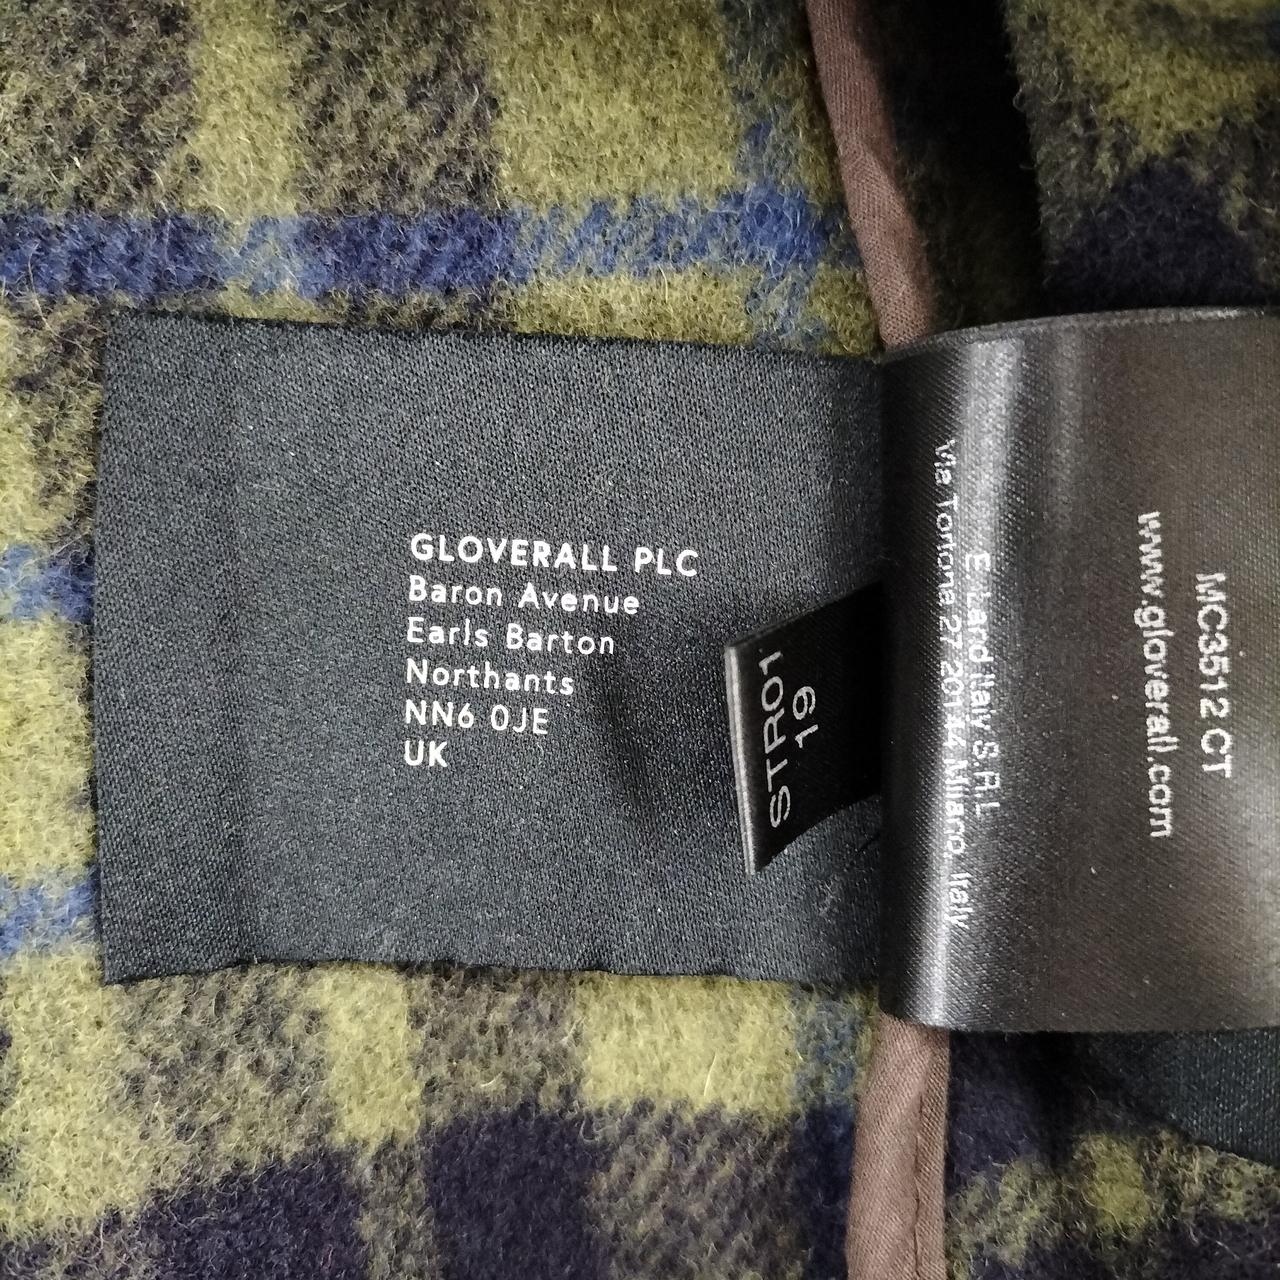 GLOVERALL PLC
Baron Avenue
Earls Barton
Northants
NN6 0JE
UK
STR01
19
MC3512 CT
www.gloverall.com
E. Land Italy S.R.L
Via Tortona 27 20144 Milano, Italy